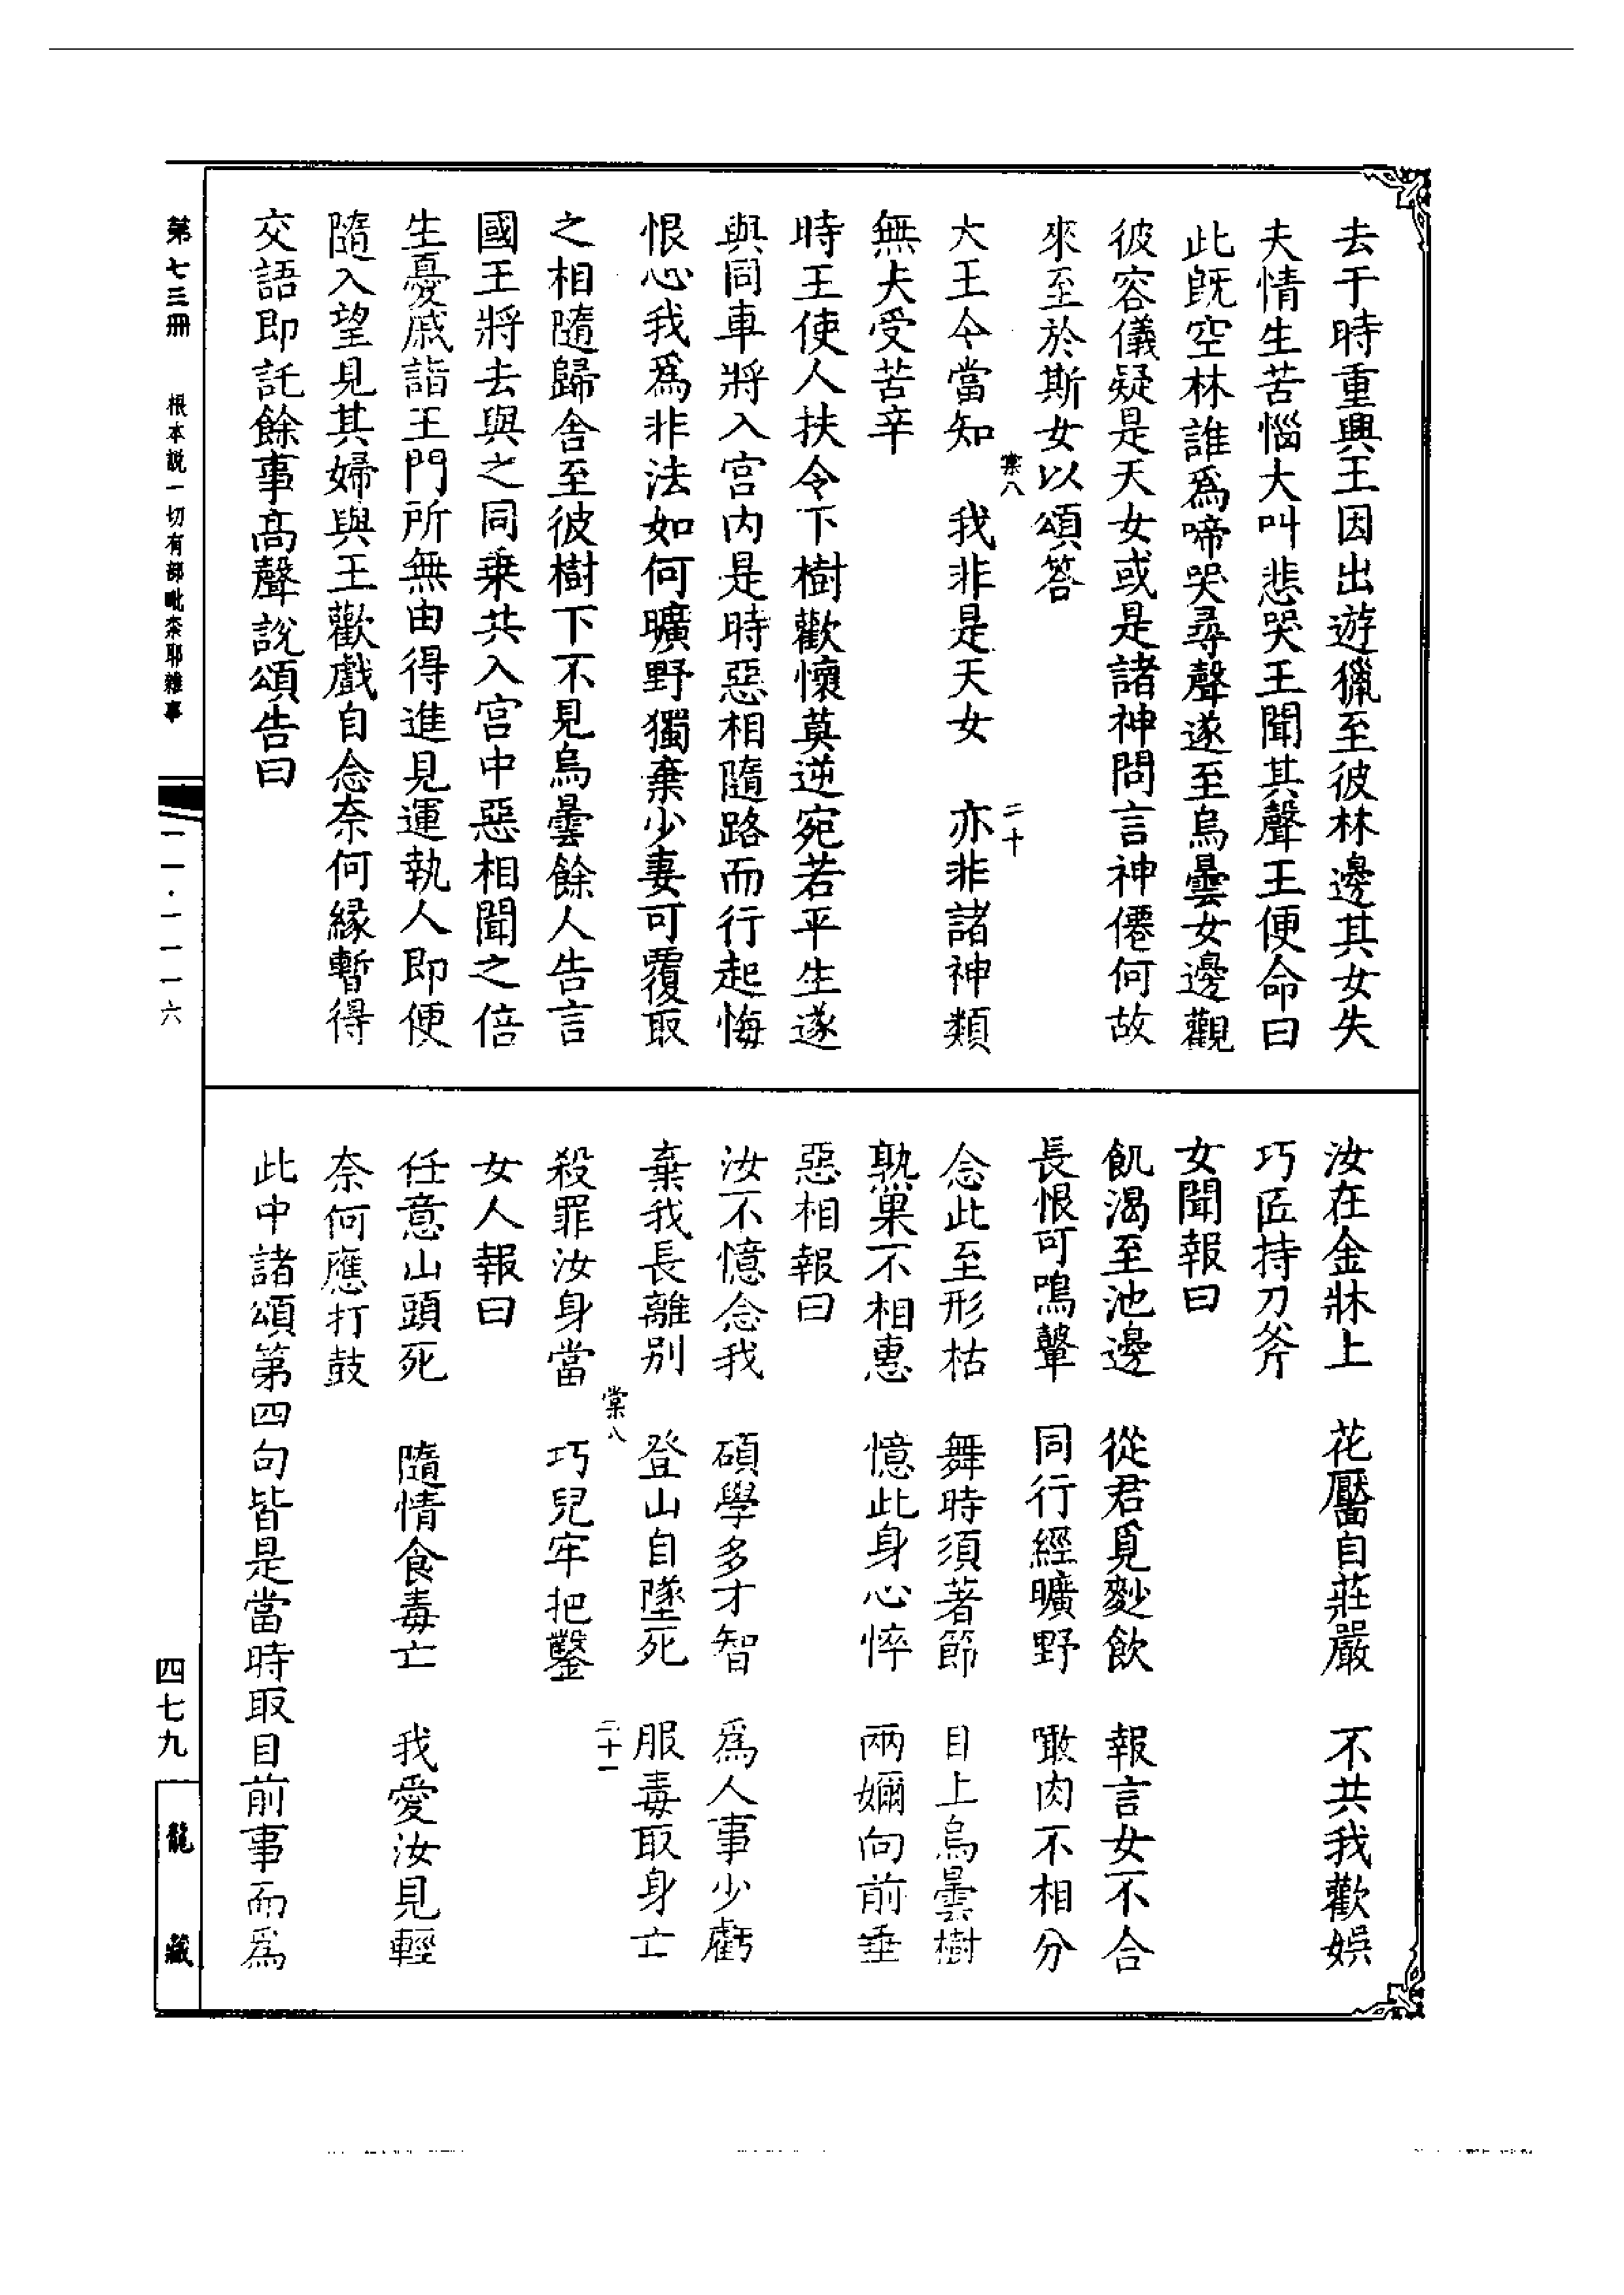 去于時重興王因出遊獵至彼林邊其女失
夫情生苦惱大叫悲哭王聞其聲王便命曰
此旣空林誰爲啼哭尋聲遂至烏曇女邊觀
彼容儀疑是天女或是諸神問言神僊何故
來至於斯女以頌答
棠八
二十
大王今當知　我非是天女　亦非諸神類
無夫受苦辛
時王使人扶令下樹歡懷莫逆宛若平生遂
與同車將入宮內是時惡相隨路而行起悔
恨心我爲非法如何曠野獨棄少妻可覆取
之相隨歸舍至彼樹下不見烏曇餘人告言
國王將去與之同乗共入宮中惡相聞之倍
生憂慼詣王門所無由得進見運執人即便
隨入望見其婦與王歡戲自念奈何緣暫得
交語即託餘事高聲說頌告曰
汝在金牀上　花靨自莊嚴　不共我歡娛
巧匠持刀斧
女聞報曰
飢渴至池邊　從君覓麨飲　報言女不合
長恨可鳴鼙　同行經曠野　噉肉不相分
念此至形枯　舞時須著節　目上烏曇樹
熟菓不相惠　憶此身心悴　兩嬭向前垂
惡相報曰
汝不憶念我　碩學多才智　爲人事少虧
棄我長離别　登山自墜死　服毒取身亡
棠八
二十一
殺罪汝身當　巧兒牢把鑿
女人報曰
任意山頭死　隨情食毒亡　我愛汝見輕
奈何應打鼓
此中諸頌第四句皆是當時取目前事而爲
第七三冊　根本説一切有部毗柰耶雜事
一一·一一一六
四七九
龍藏